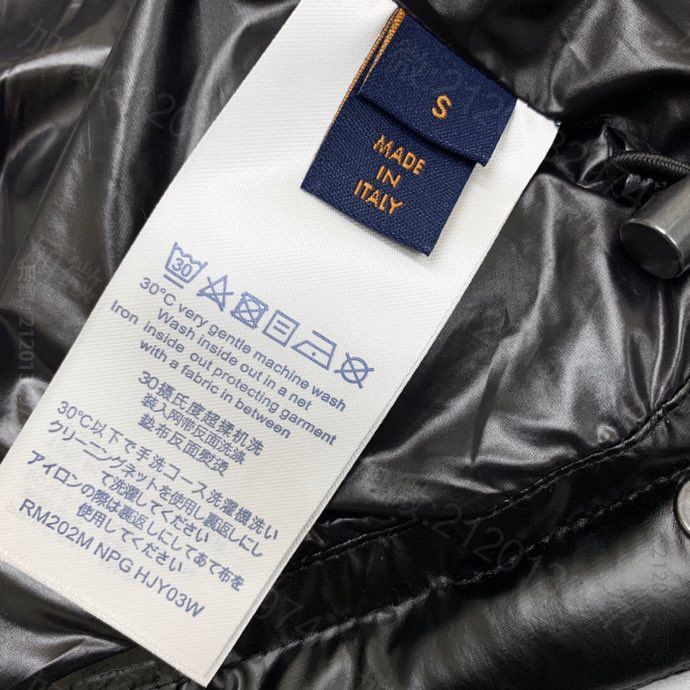 S
MADE
IN
ITALY
30
30°C very gentle machine wash
Wash inside out in a net
Iron inside out protecting garment
with a fabric in between
30摄氏度超揉机洗
装入网带反面洗涤
垫布反面熨烫
30℃以下で手洗コース洗濯機洗い
クリーニングネットを使用し裏返しにし
て洗濯してください
アイロンの際は裏返しにしてあて布を
使用してください
RM202M NPG HJY03W